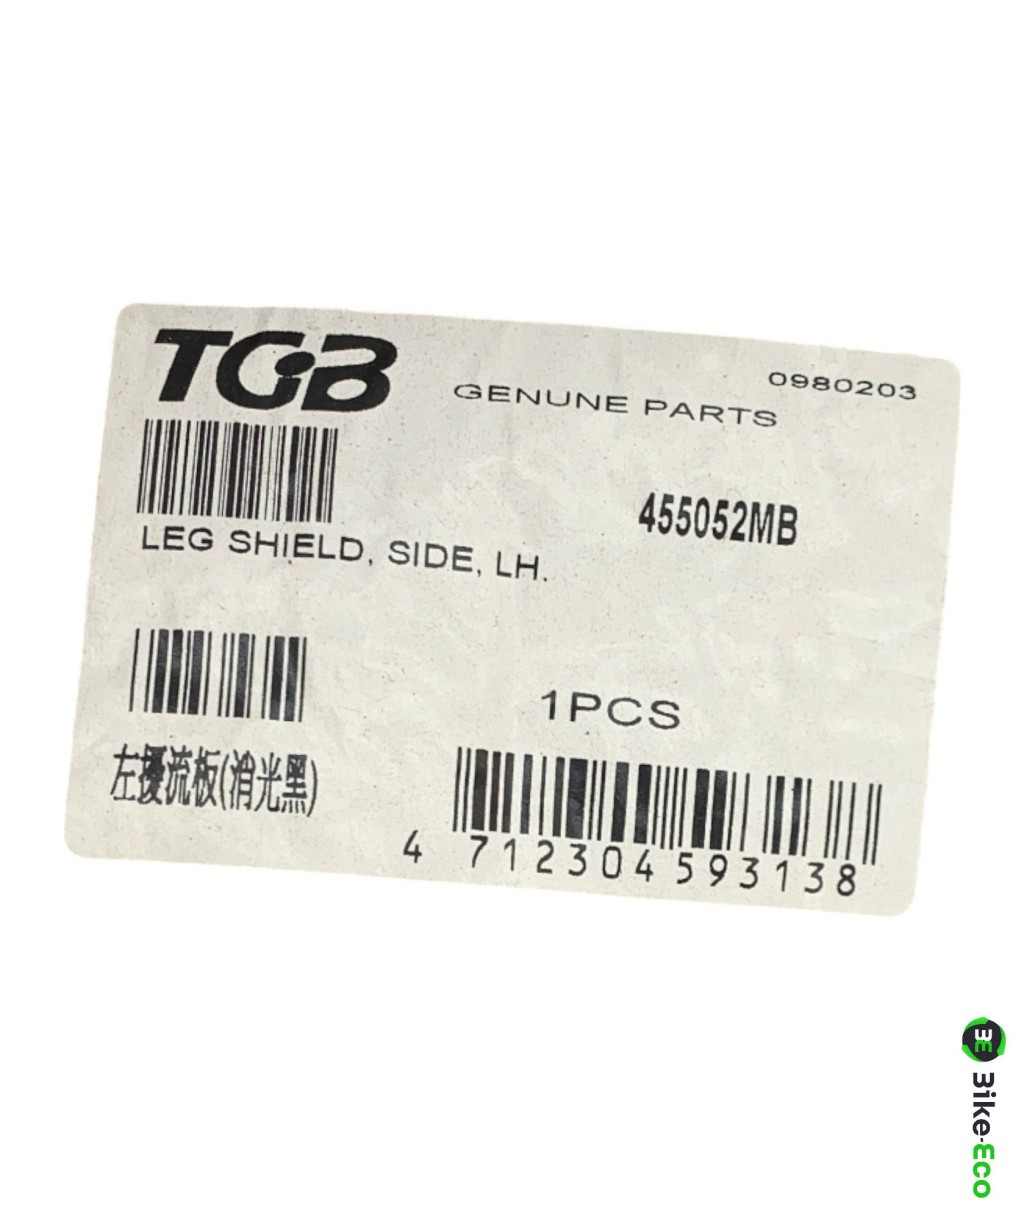 TGB
GENUNE PARTS
0980203
455052MB
LEG SHIELD, SIDE, LH.
1PCS
左擾流板(消光黑)
4 712304 593138
Bike·Eco